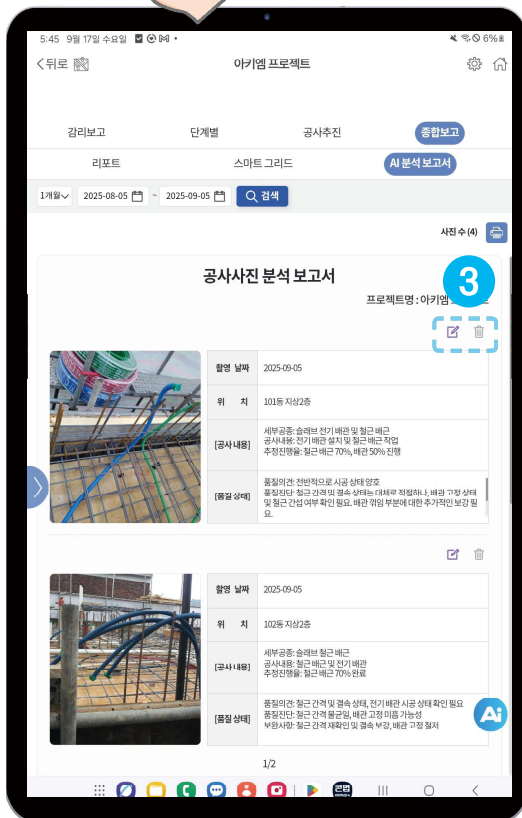 5:45 9월 17일 수요일
6%
<뒤로
아키엠 프로젝트
감리보고 단계별 공사추진 종합보고
리포트 스마트 그리드 AI 분석 보고서
1개월 2025-08-05 ~ 2025-09-05 검색
사진 수 (4)
공사사진 분석 보고서
3
프로젝트명 : 아키엠
촬영 날짜 2025-09-05
위 치 101동 지상2층
[공사 내용] 세부공종: 슬래브 전기 배관 및 철근 배근
공사내용: 전기 배관 설치 및 철근 배근 작업
추정진행율: 철근 배근 70%, 배관 50% 진행
[품질 상태] 품질의견: 전반적으로 시공 상태 양호
품질진단: 철근 간격 및 결속 상태는 대체로 적절하나, 배관 고정 상태
및 철근 간섭 여부 확인 필요. 배관 꺾임 부분에 대한 추가적인 보강 필
요.
촬영 날짜 2025-09-05
위 치 102동 지상2층
[공사 내용] 세부공종: 슬래브 철근 배근
공사내용: 철근 배근 및 전기 배관
추정진행율: 철근 배근 70% 완료
[품질 상태] 품질의견: 철근 간격 및 결속 상태, 전기 배관 시공 상태 확인 필요
품질진단: 철근 간격 불균일, 배관 고정 미흡 가능성
보완사항: 철근 간격 재확인 및 결속 보강, 배관 고정 철저
Ai
1/2
콘업